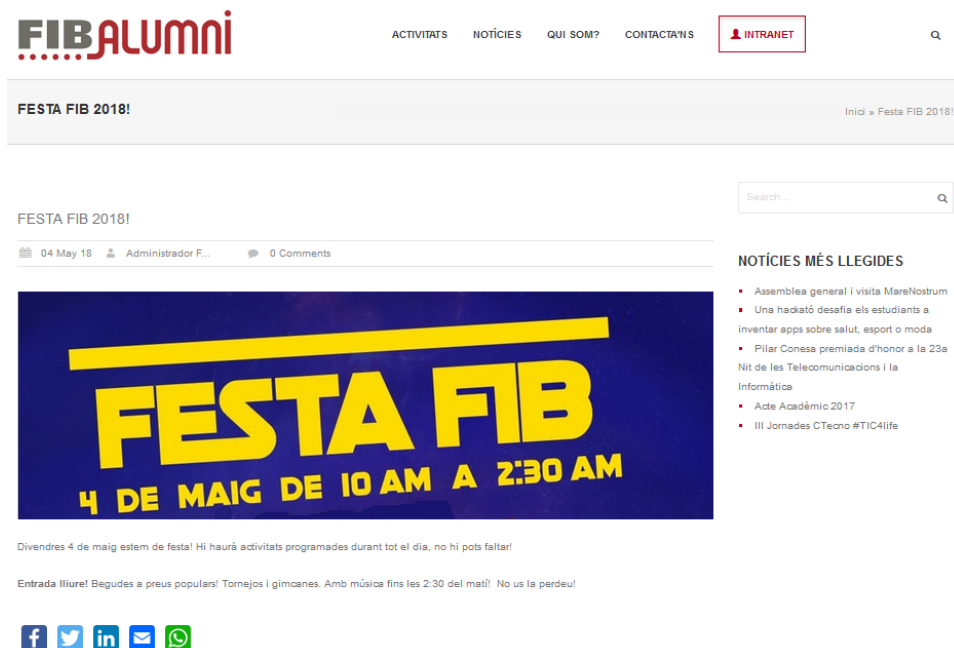 FIBALUMNI
ACTIVITATS NOTÍCIES QUI SOM? CONTACTA'NS INTRANET
FESTA FIB 2018!
Inici » Festa FIB 2018!
Search...
FESTA FIB 2018!
04 May 18 Administrador F... 0 Comments
FESTA FIB
4 DE MAIG DE 10 AM A 2:30 AM
Divendres 4 de maig estem de festa! Hi haurà activitats programades durant tot el dia, no hi pots faltar!
Entrada lliure! Begudes a preus populars! Tornejos i gimcanes. Amb música fins les 2:30 del matí! No us la perdeu!
NOTÍCIES MÉS LLEGIDES
Assemblea general i visita MareNostrum
Una hackató desafia els estudiants a
inventar apps sobre salut, esport o moda
Pilar Conesa premiada d'honor a la 23a
Nit de les Telecomunicacions i la
Informàtica
Acte Acadèmic 2017
III Jornades CTecno #TIC4life